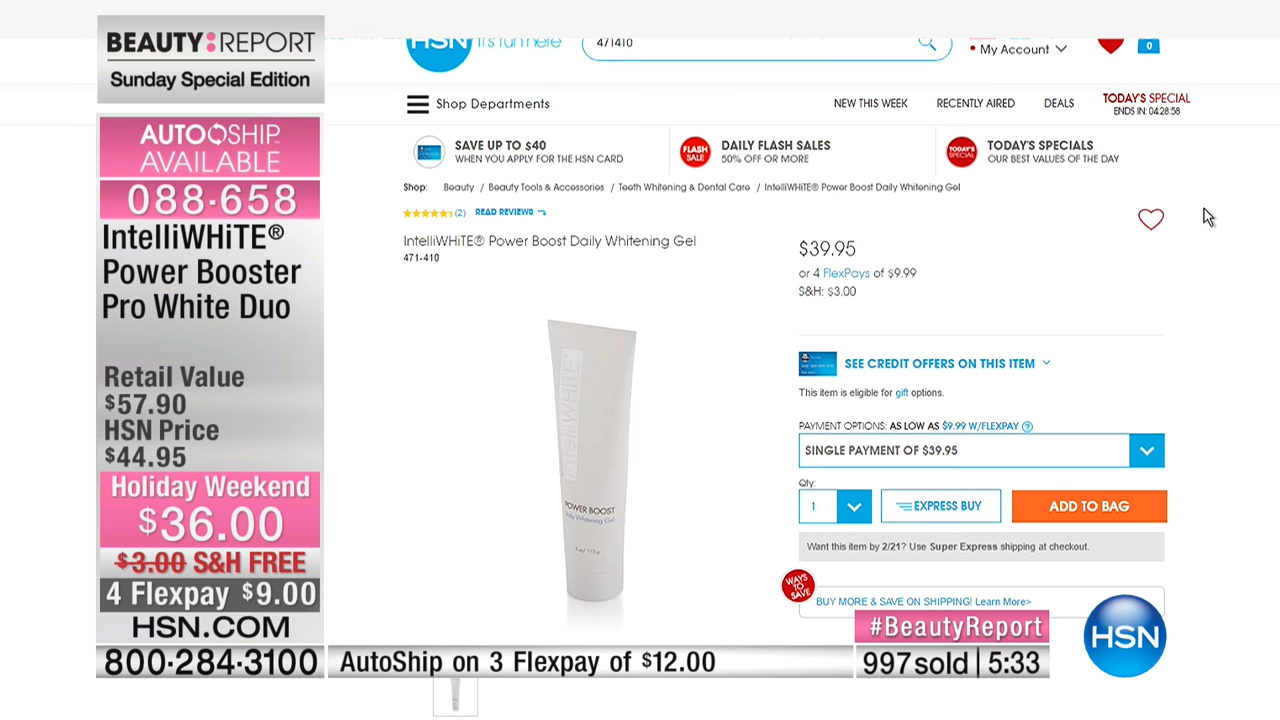 BEAUTY:REPORT
Sunday Special Edition
AUTOSHIP
AVAILABLE
088-658
IntelliWHiTE®
Power Booster
Pro White Duo
Retail Value
$57.90
HSN Price
$44.95
Holiday Weekend
$36.00
$3.00 S&H FREE
4 Flexpay $9.00
HSN.COM
800-284-3100
HSN it's fun here
471410
My Account
0
Shop Departments
NEW THIS WEEK
RECENTLY AIRED
DEALS
TODAY'S SPECIAL
ENDS IN: 04:28:58
SAVE UP TO $40
WHEN YOU APPLY FOR THE HSN CARD
FLASH
SALE
DAILY FLASH SALES
50% OFF OR MORE
TODAY'S
SPECIAL
TODAY'S SPECIALS
OUR BEST VALUES OF THE DAY
Shop: Beauty / Beauty Tools & Accessories / Teeth Whitening & Dental Care / IntelliWHiTE® Power Boost Daily Whitening Gel
(2) READ REVIEWS
IntelliWHiTE® Power Boost Daily Whitening Gel
471-410
IntelliWHiTE
POWER BOOST
Daily Whitening Gel
$39.95
or 4 FlexPays of $9.99
S&H: $3.00
SEE CREDIT OFFERS ON THIS ITEM
This item is eligible for gift options.
PAYMENT OPTIONS: AS LOW AS $9.99 W/FLEXPAY ?
SINGLE PAYMENT OF $39.95
Qty:
1
EXPRESS BUY
ADD TO BAG
Want this item by 2/21? Use Super Express shipping at checkout.
WAYS
TO
SAVE
BUY MORE & SAVE ON SHIPPING! Learn More>
#BeautyReport
HSN
AutoShip on 3 Flexpay of $12.00
997 sold | 5:33